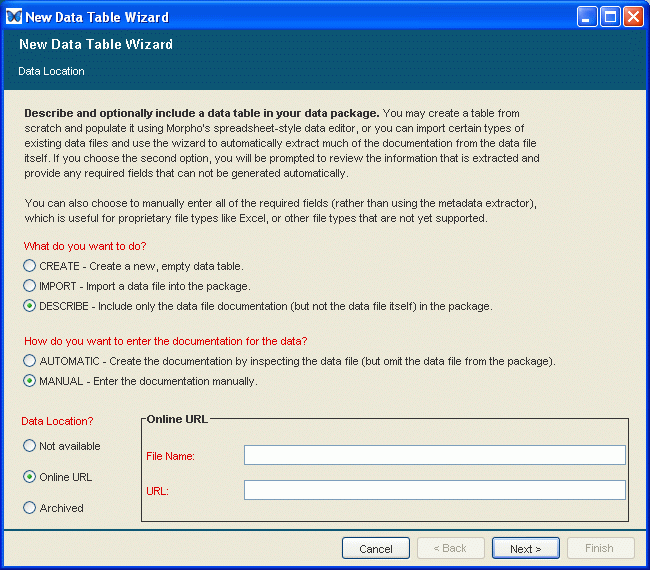 New Data Table Wizard
New Data Table Wizard
Data Location
Describe and optionally include a data table in your data package. You may create a table from
scratch and populate it using Morpho's spreadsheet-style data editor, or you can import certain types of
existing data files and use the wizard to automatically extract much of the documentation from the data file
itself. If you choose the second option, you will be prompted to review the information that is extracted and
provide any required fields that can not be generated automatically.
You can also choose to manually enter all of the required fields (rather than using the metadata extractor),
which is useful for proprietary file types like Excel, or other file types that are not yet supported.
What do you want to do?
CREATE - Create a new, empty data table.
IMPORT - Import a data file into the package.
DESCRIBE - Include only the data file documentation (but not the data file itself) in the package.
How do you want to enter the documentation for the data?
AUTOMATIC - Create the documentation by inspecting the data file (but omit the data file from the package).
MANUAL - Enter the documentation manually.
Data Location?
Not available
Online URL
Archived
Online URL
File Name:
URL:
Cancel
< Back
Next >
Finish